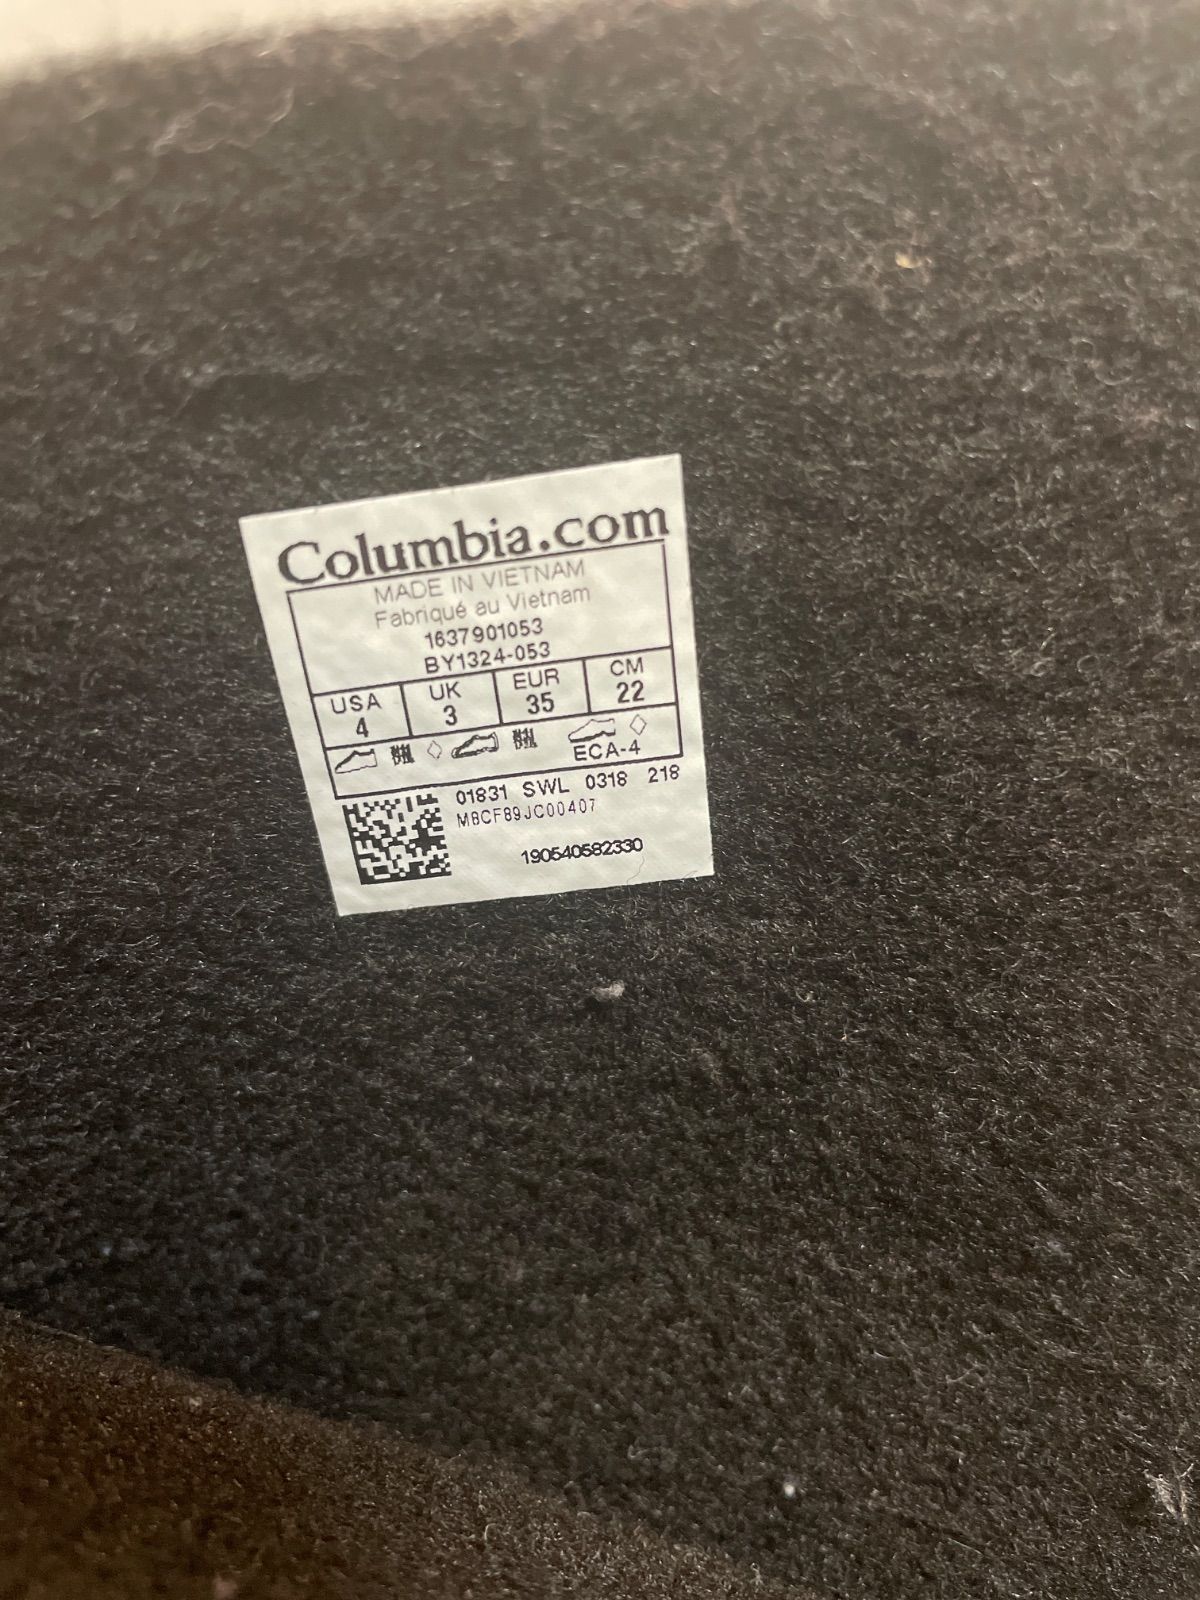 Columbia.com
MADE IN VIETNAM
Fabriqué au Vietnam
1637901053
BY1324-053
USA UK EUR CM
4 3 35 22
ECA-4
01831 SWL 0318 218
MBCF89JC00407
190540582330